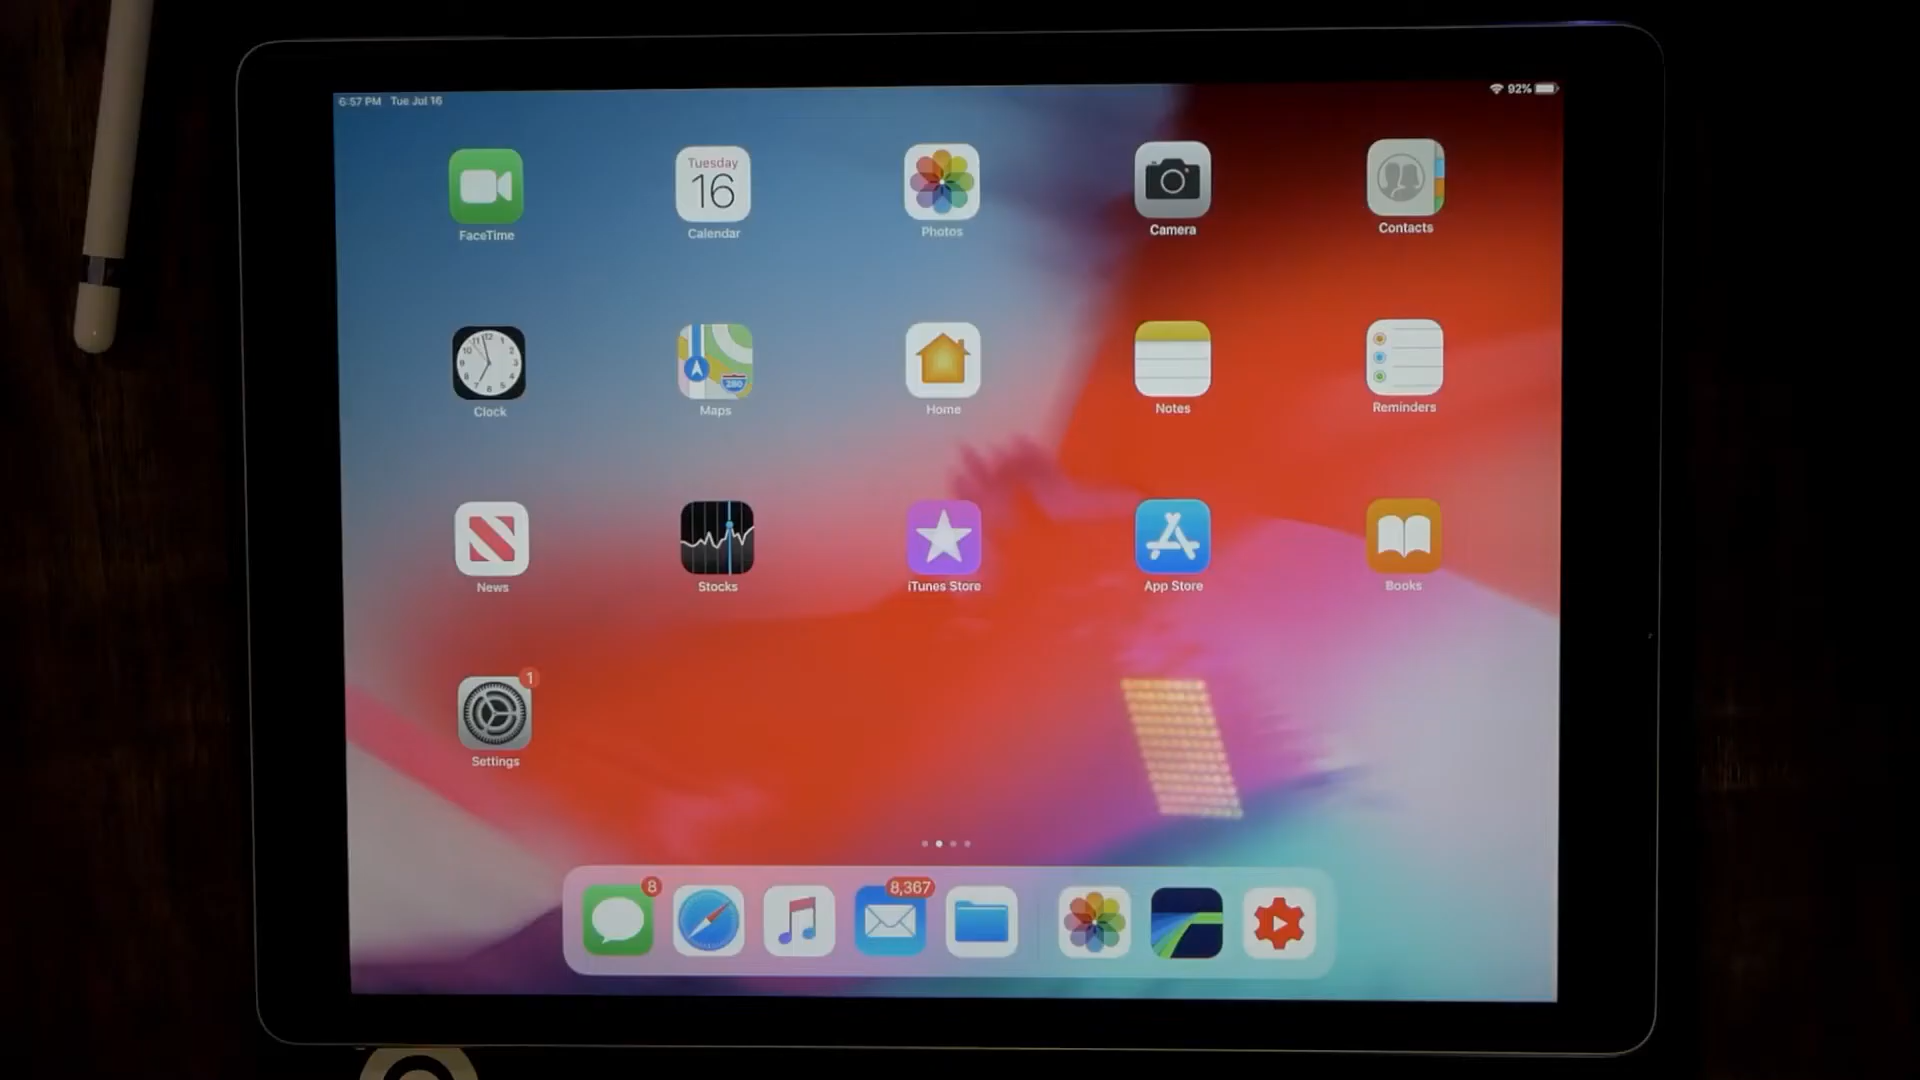 6:57 PM Tue Jul 16
92%
FaceTime
Tuesday
16
Calendar
Photos
Camera
Contacts
Clock
280
Maps
Home
Notes
Reminders
News
Stocks
iTunes Store
App Store
Books
1
Settings
8
8,367